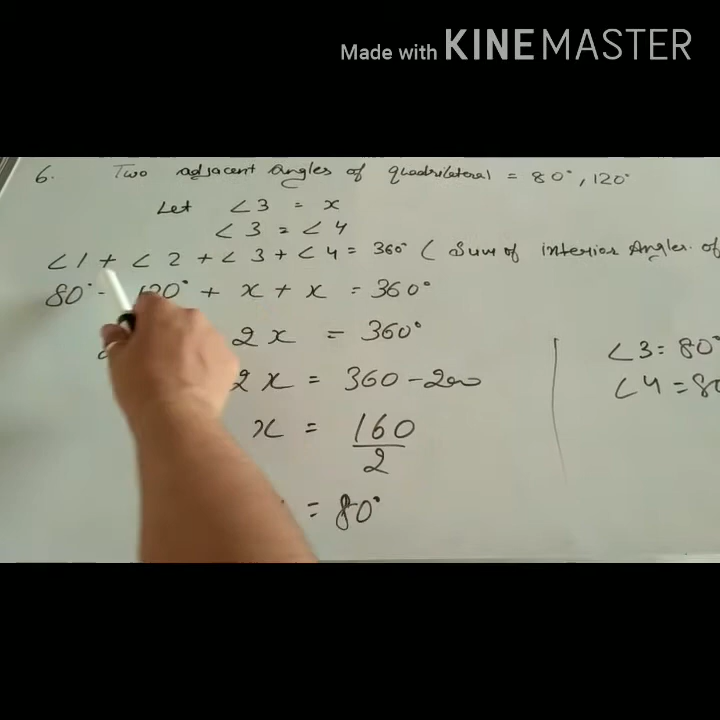 Made with KINEMASTER
6. Two adjacent Angles of quadrilateral = 80°, 120°
Let ∠3 = x
∠3 = ∠4
∠1 + ∠2 + ∠3 + ∠4 = 360° ( Sum of interior Angles of
80° - 120° + x + x = 360°
2x = 360°
2x = 360 - 200
x = 160/2
= 80°
∠3 = 80°
∠4 = 80